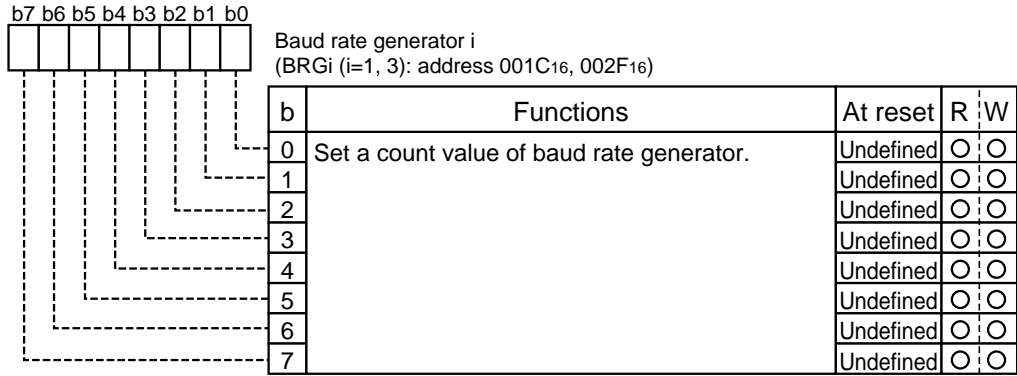 b7 b6 b5 b4 b3 b2 b1 b0
Baud rate generator i
(BRGi (i=1, 3): address 001C16, 002F16)
b Functions At reset R W
0 Set a count value of baud rate generator. Undefined ○ ○
1 Undefined ○ ○
2 Undefined ○ ○
3 Undefined ○ ○
4 Undefined ○ ○
5 Undefined ○ ○
6 Undefined ○ ○
7 Undefined ○ ○